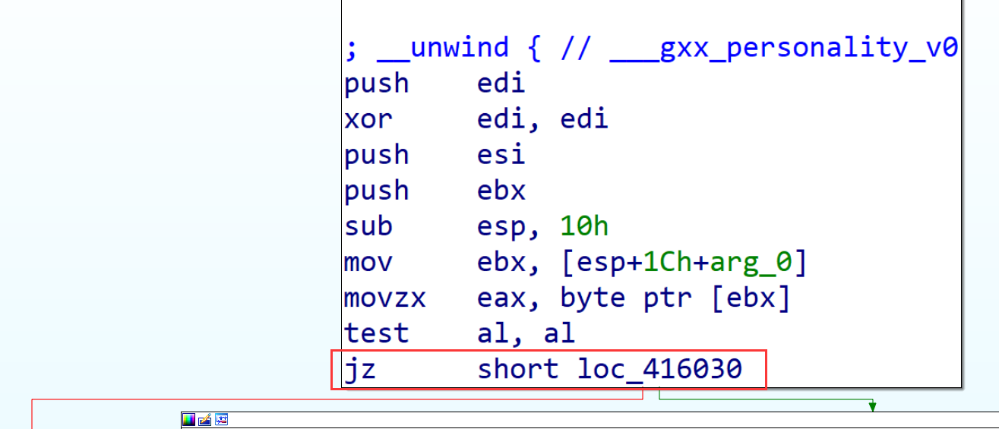 ; __unwind { // ___gxx_personality_v0
push    edi
xor     edi, edi
push    esi
push    ebx
sub     esp, 10h
mov     ebx, [esp+1Ch+arg_0]
movzx   eax, byte ptr [ebx]
test    al, al
jz      short loc_416030